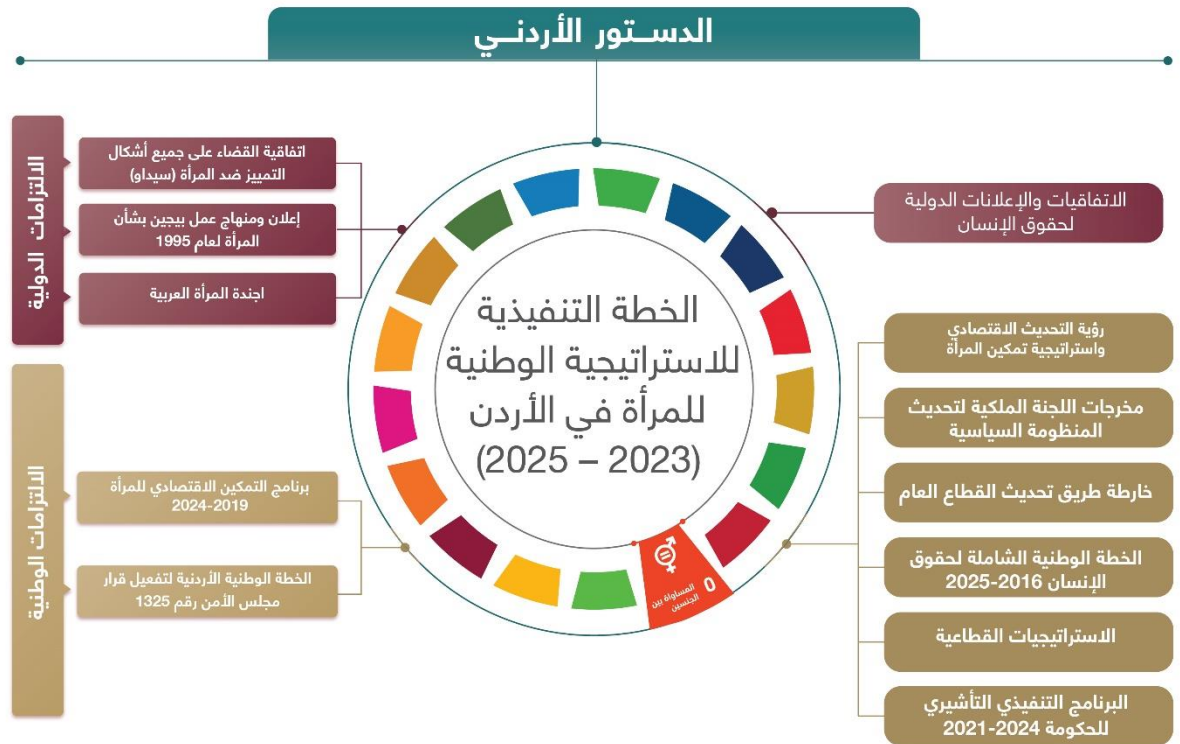 الدستور الأردني
الاتفاقيات والإعلانات الدولية
لحقوق الإنسان
رؤية التحديث الاقتصادي
واستراتيجية تمكين المرأة
مخرجات اللجنة الملكية لتحديث
المنظومة السياسية
خارطة طريق تحديث القطاع العام
الخطة الوطنية الشاملة لحقوق
الإنسان 2016-2025
الاستراتيجيات القطاعية
البرنامج التنفيذي التأشيري
للحكومة 2024-2021
الخطة التنفيذية
للاستراتيجية الوطنية
للمرأة في الأردن
(2023 – 2025)
0 المساواة بين
الجنسين
الالتزامات الدولية
اتفاقية القضاء على جميع أشكال
التمييز ضد المرأة (سيداو)
إعلان ومنهاج عمل بيجين بشأن
المرأة لعام 1995
اجندة المرأة العربية
الالتزامات الوطنية
برنامج التمكين الاقتصادي للمرأة
2024-2019
الخطة الوطنية الأردنية لتفعيل قرار
مجلس الأمن رقم 1325